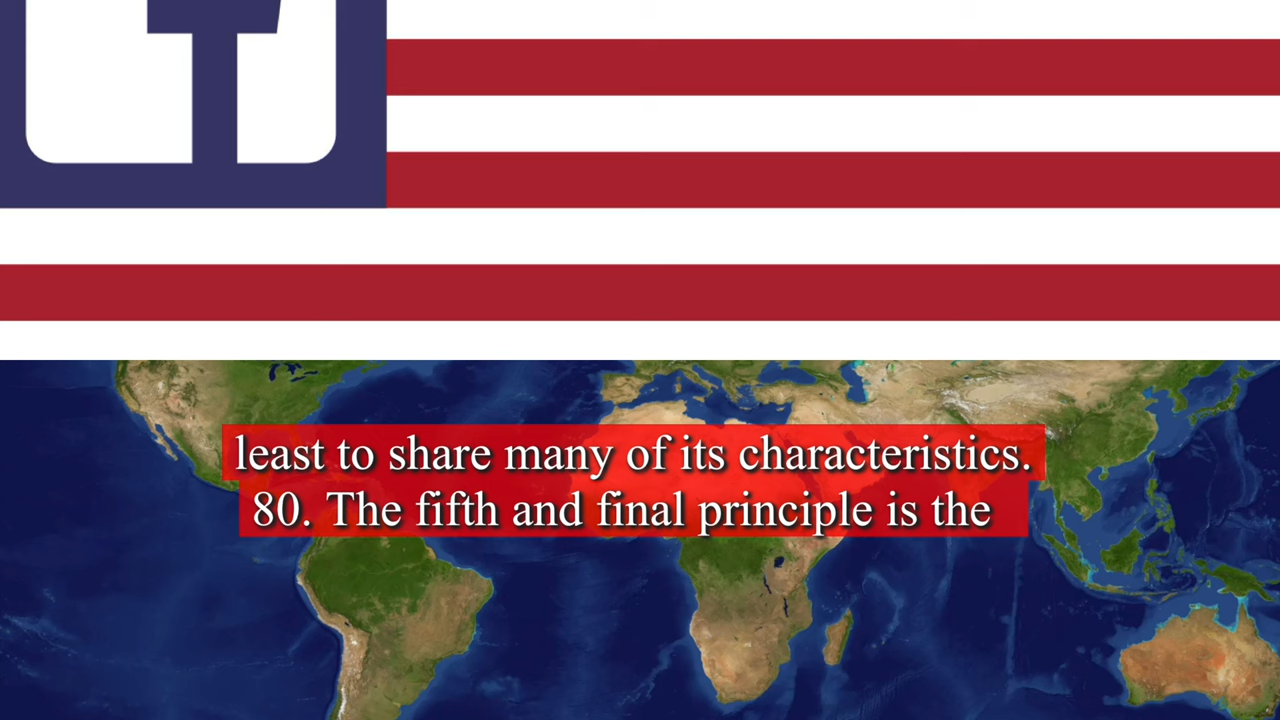 least to share many of its characteristics.
80. The fifth and final principle is the